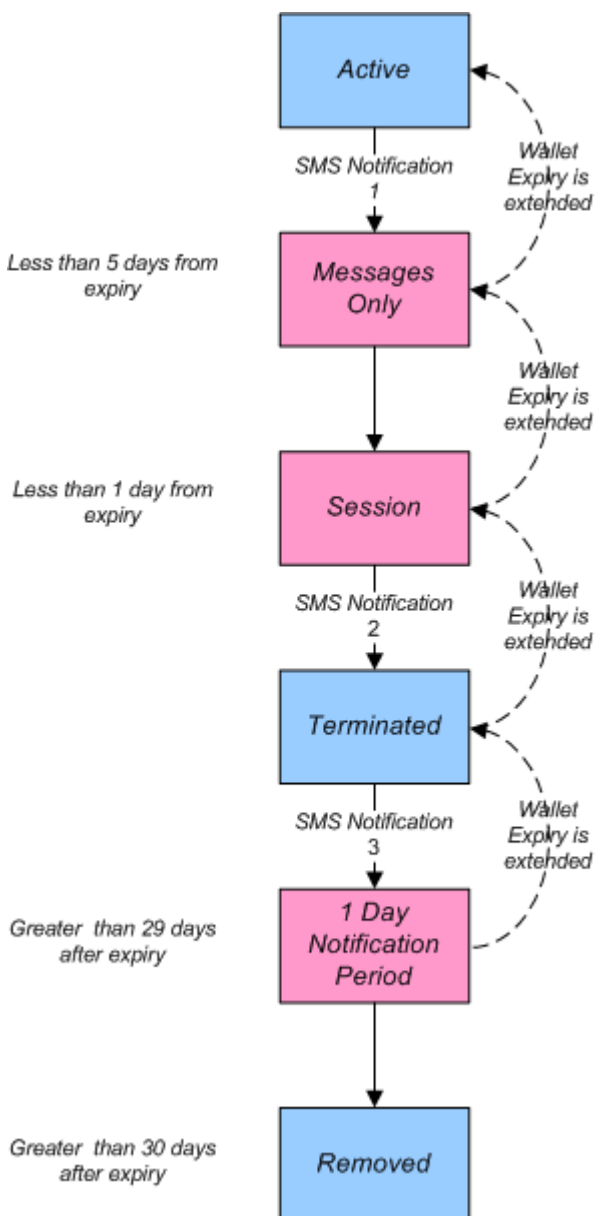 Active
SMS Notification
1
Wallet
Expiry is
extended
Less than 5 days from
expiry
Messages
Only
Wallet
Expiry is
extended
Less than 1 day from
expiry
Session
SMS Notification
2
Wallet
Expiry is
extended
Terminated
SMS Notification
3
Wallet
Expiry is
extended
Greater than 29 days
after expiry
1 Day
Notification
Period
Greater than 30 days
after expiry
Removed